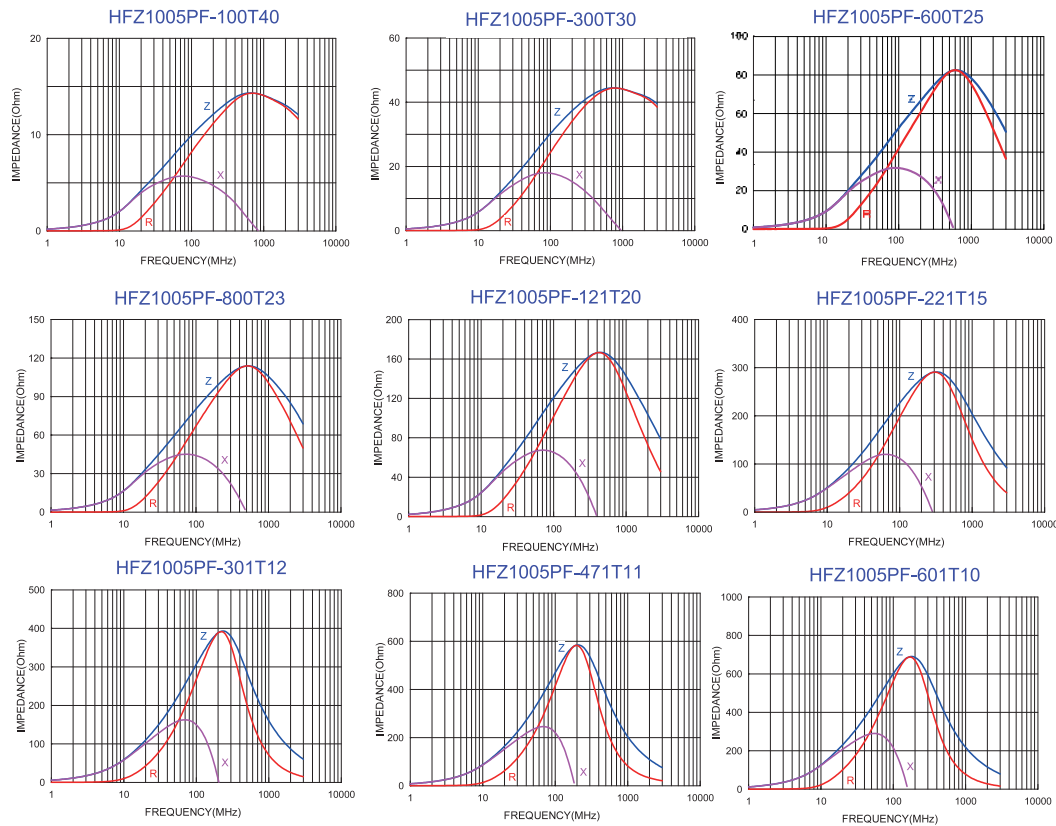 HFZ1005PF-100T40
20
10
0
IMPEDANCE(Ohm)
Z
X
R
1 10 100 1000 10000
FREQUENCY(MHz)
HFZ1005PF-300T30
60
40
20
0
IMPEDANCE(Ohm)
Z
X
R
1 10 100 1000 10000
FREQUENCY(MHz)
HFZ1005PF-600T25
100
80
60
40
20
0
IMPEDANCE(Ohm)
Z
X
R
1 10 100 1000 10000
FREQUENCY(MHz)
HFZ1005PF-800T23
150
120
90
60
30
0
IMPEDANCE(Ohm)
Z
X
R
1 10 100 1000 10000
FREQUENCY(MHz)
HFZ1005PF-121T20
200
160
120
80
40
0
IMPEDANCE(Ohm)
Z
X
R
1 10 100 1000 10000
FREQUENCY(MHz)
HFZ1005PF-221T15
400
300
200
100
0
IMPEDANCE(Ohm)
Z
X
R
1 10 100 1000 10000
FREQUENCY(MHz)
HFZ1005PF-301T12
500
400
300
200
100
0
IMPEDANCE(Ohm)
Z
R
X
1 10 100 1000 10000
FREQUENCY(MHz)
HFZ1005PF-471T11
800
600
400
200
0
IMPEDANCE(Ohm)
Z
R
X
1 10 100 1000 10000
FREQUENCY(MHz)
HFZ1005PF-601T10
1000
800
600
400
200
0
IMPEDANCE(Ohm)
Z
R
X
1 10 100 1000 10000
FREQUENCY(MHz)